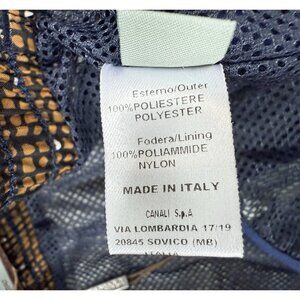 Esterno/Outer
100%POLIESTERE
POLYESTER
Fodera/Lining
100%POLIAMMIDE
NYLON
MADE IN ITALY
CANALI S.p.A
VIA LOMBARDIA 17/19
20845 SOVICO (MB)
ITALIA